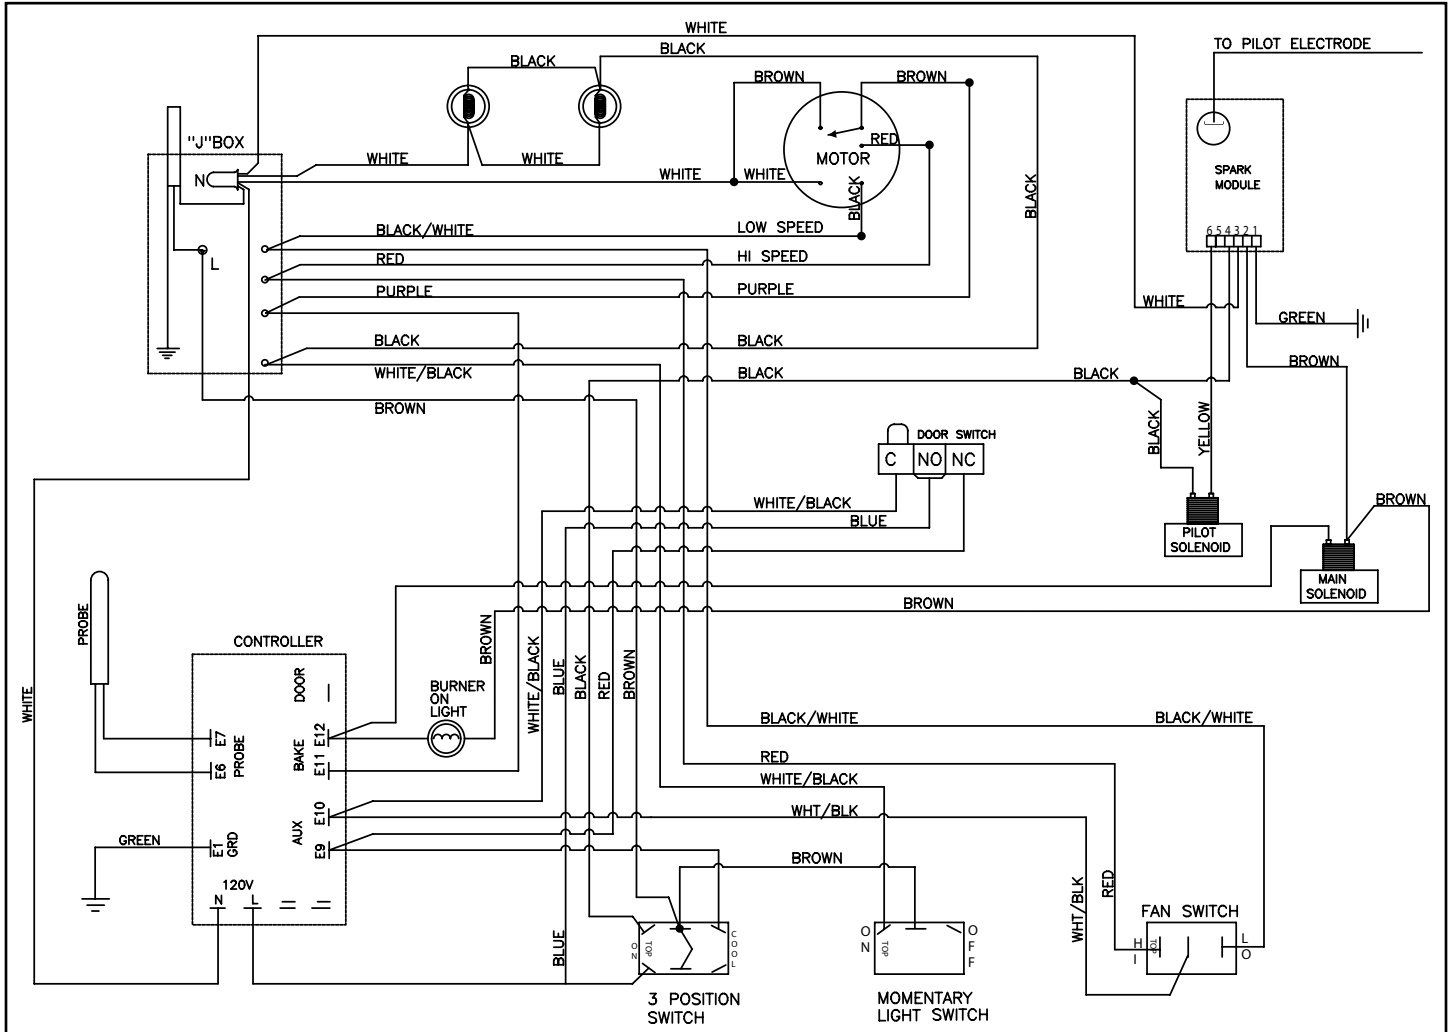 WHITE
BLACK
TO PILOT ELECTRODE
BLACK
BROWN
BROWN
"J"BOX
RED
MOTOR
WHITE
WHITE
SPARK
MODULE
N
WHITE
WHITE
BLACK
BLACK
BLACK/WHITE
LOW SPEED
6 5 4 3 2 1
L
RED
HI SPEED
PURPLE
PURPLE
WHITE
GREEN
BLACK
BLACK
BROWN
WHITE/BLACK
BLACK
BLACK
BROWN
BLACK
YELLOW
DOOR SWITCH
C NO NC
WHITE/BLACK
BLUE
BROWN
PILOT
SOLENOID
MAIN
SOLENOID
BROWN
PROBE
CONTROLLER
BROWN
WHITE/BLACK
BLUE
BLACK
RED
BROWN
DOOR
BURNER
ON
LIGHT
WHITE
BLACK/WHITE
BLACK/WHITE
E7
E6
PROBE
BAKE
E12
E11
RED
WHITE/BLACK
WHT/BLK
AUX
E10
E9
GREEN
E1
GRD
BROWN
120V
N L
WHT/BLK
RED
FAN SWITCH
BLUE
ON
TOP
COOL
ON
TOP
OFF
HI
TOP
LO
3 POSITION
SWITCH
MOMENTARY
LIGHT SWITCH